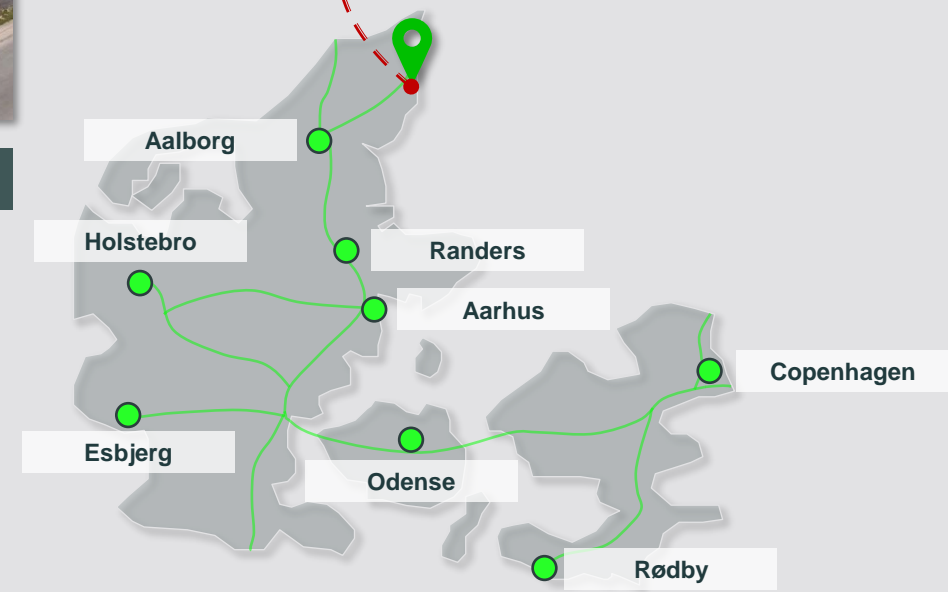 Aalborg
Holstebro
Randers
Aarhus
Copenhagen
Esbjerg
Odense
Rødby